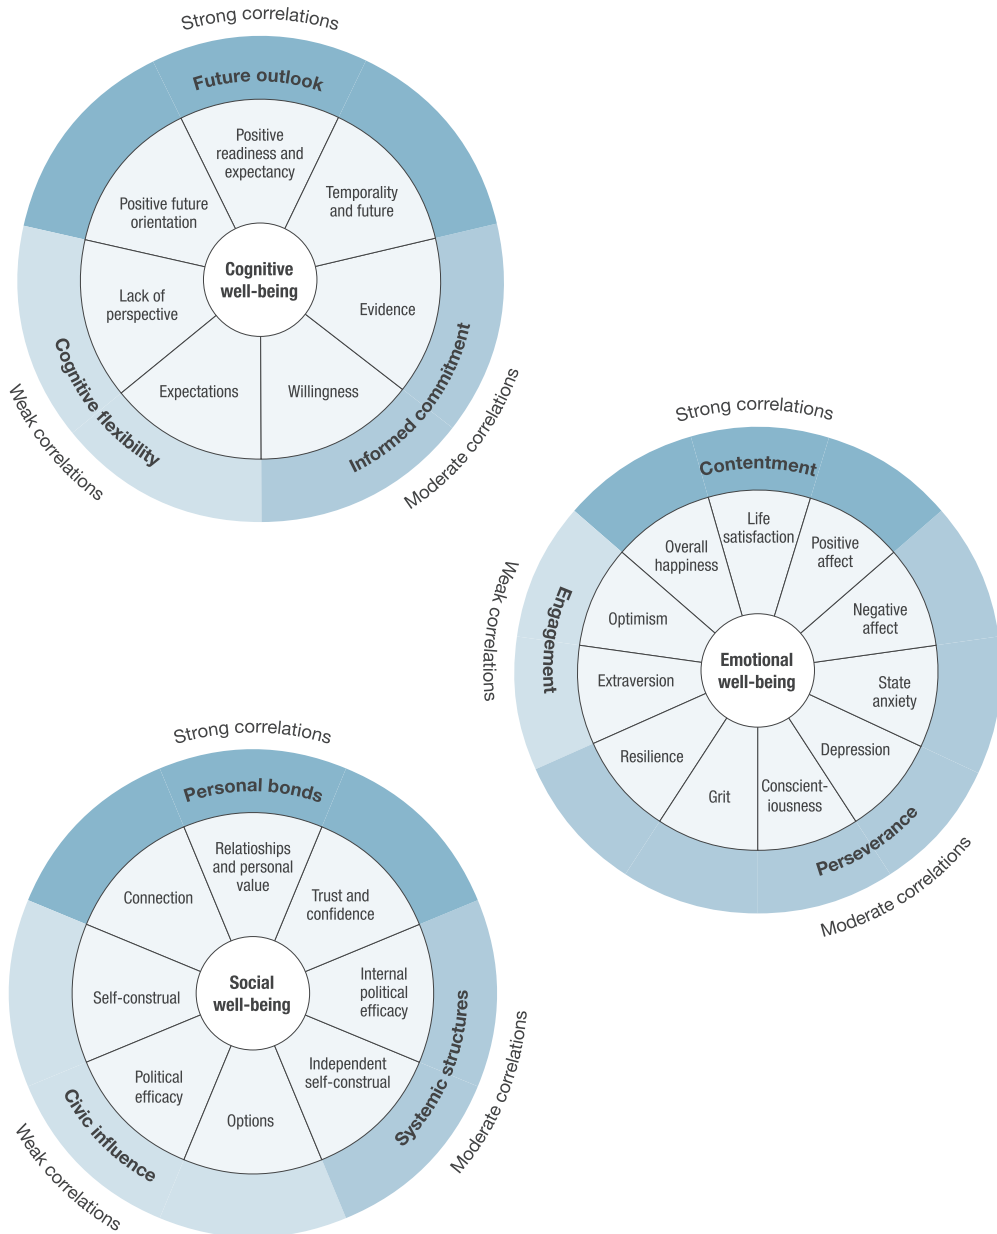 Strong correlations
Future outlook
Positive
readiness and
expectancy
Temporality
and future
Positive future
orientation
Cognitive
well-being
Lack of
perspective
Evidence
Expectations
Willingness
Cognitive flexibility
Informed commitment
Weak correlations
Moderate correlations
Strong correlations
Contentment
Life
satisfaction
Overall
happiness
Positive
affect
Negative
affect
Optimism
Engagement
Weak correlations
Emotional
well-being
Extraversion
State
anxiety
Resilience
Depression
Grit
Conscient-
iousness
Perseverance
Moderate correlations
Strong correlations
Personal bonds
Relatioships
and personal
value
Connection
Trust and
confidence
Social
well-being
Self-construal
Internal
political
efficacy
Political
efficacy
Independent
self-construal
Options
Civic influence
Systemic structures
Weak correlations
Moderate correlations